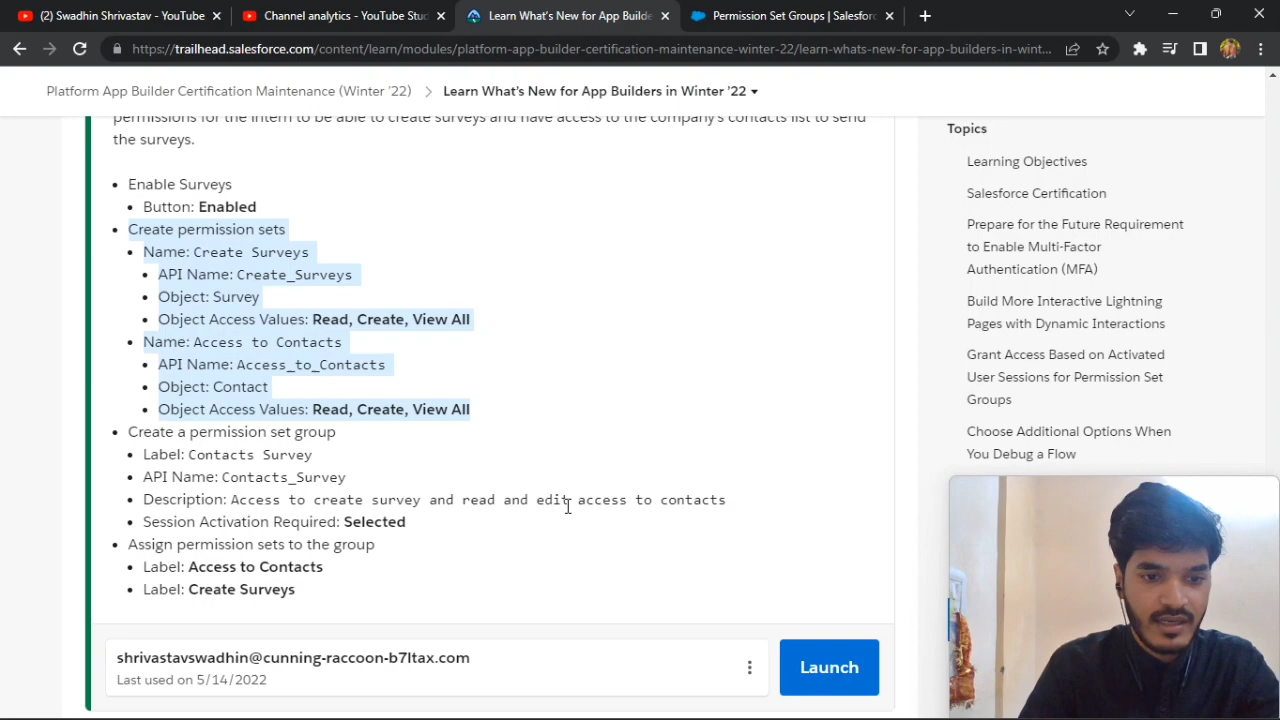 (2) Swadhin Shrivastav - YouTube
Channel analytics - YouTube Stu
Learn What's New for App Builde
Permission Set Groups | Salesfor
https://trailhead.salesforce.com/content/learn/modules/platform-app-builder-certification-maintenance-winter-22/learn-whats-new-for-app-builders-in-wint...
Platform App Builder Certification Maintenance (Winter '22)
Learn What's New for App Builders in Winter '22
permissions for the intern to be able to create surveys and have access to the company's contacts list to send
the surveys.
Enable Surveys
Button: Enabled
Create permission sets
Name: Create Surveys
API Name: Create_Surveys
Object: Survey
Object Access Values: Read, Create, View All
Name: Access to Contacts
API Name: Access_to_Contacts
Object: Contact
Object Access Values: Read, Create, View All
Create a permission set group
Label: Contacts Survey
API Name: Contacts_Survey
Description: Access to create survey and read and edit access to contacts
Session Activation Required: Selected
Assign permission sets to the group
Label: Access to Contacts
Label: Create Surveys
shrivastavswadhin@cunning-raccoon-b7ltax.com
Last used on 5/14/2022
Launch
Topics
Learning Objectives
Salesforce Certification
Prepare for the Future Requirement
to Enable Multi-Factor
Authentication (MFA)
Build More Interactive Lightning
Pages with Dynamic Interactions
Grant Access Based on Activated
User Sessions for Permission Set
Groups
Choose Additional Options When
You Debug a Flow